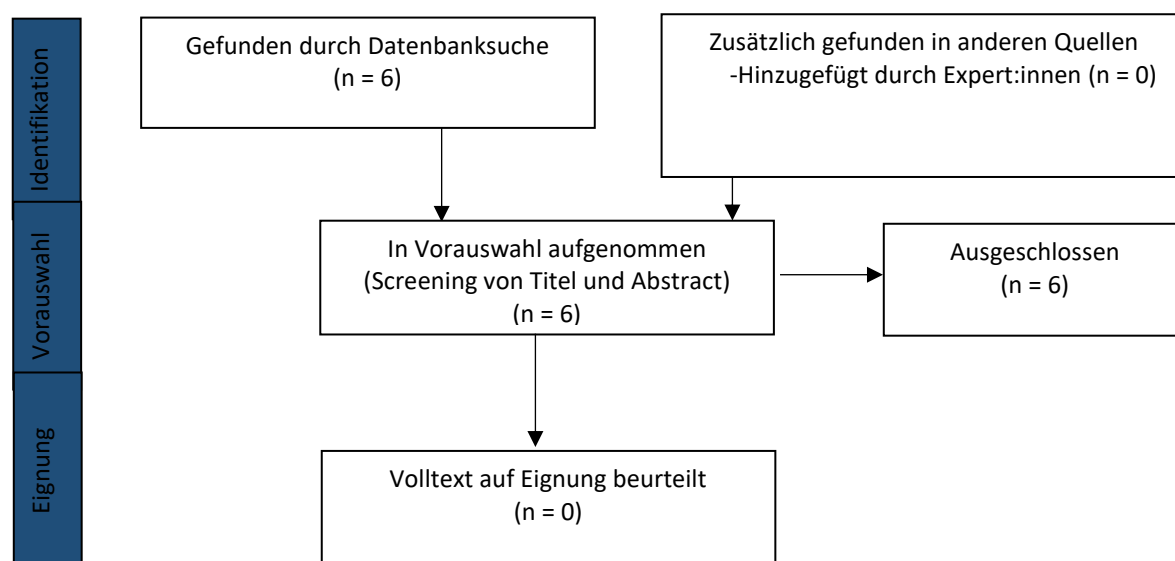 Identifikation
Gefunden durch Datenbanksuche
(n = 6)
Zusätzlich gefunden in anderen Quellen
-Hinzugefügt durch Expert:innen (n = 0)
Vorauswahl
In Vorauswahl aufgenommen
(Screening von Titel und Abstract)
(n = 6)
Ausgeschlossen
(n = 6)
Eignung
Volltext auf Eignung beurteilt
(n = 0)